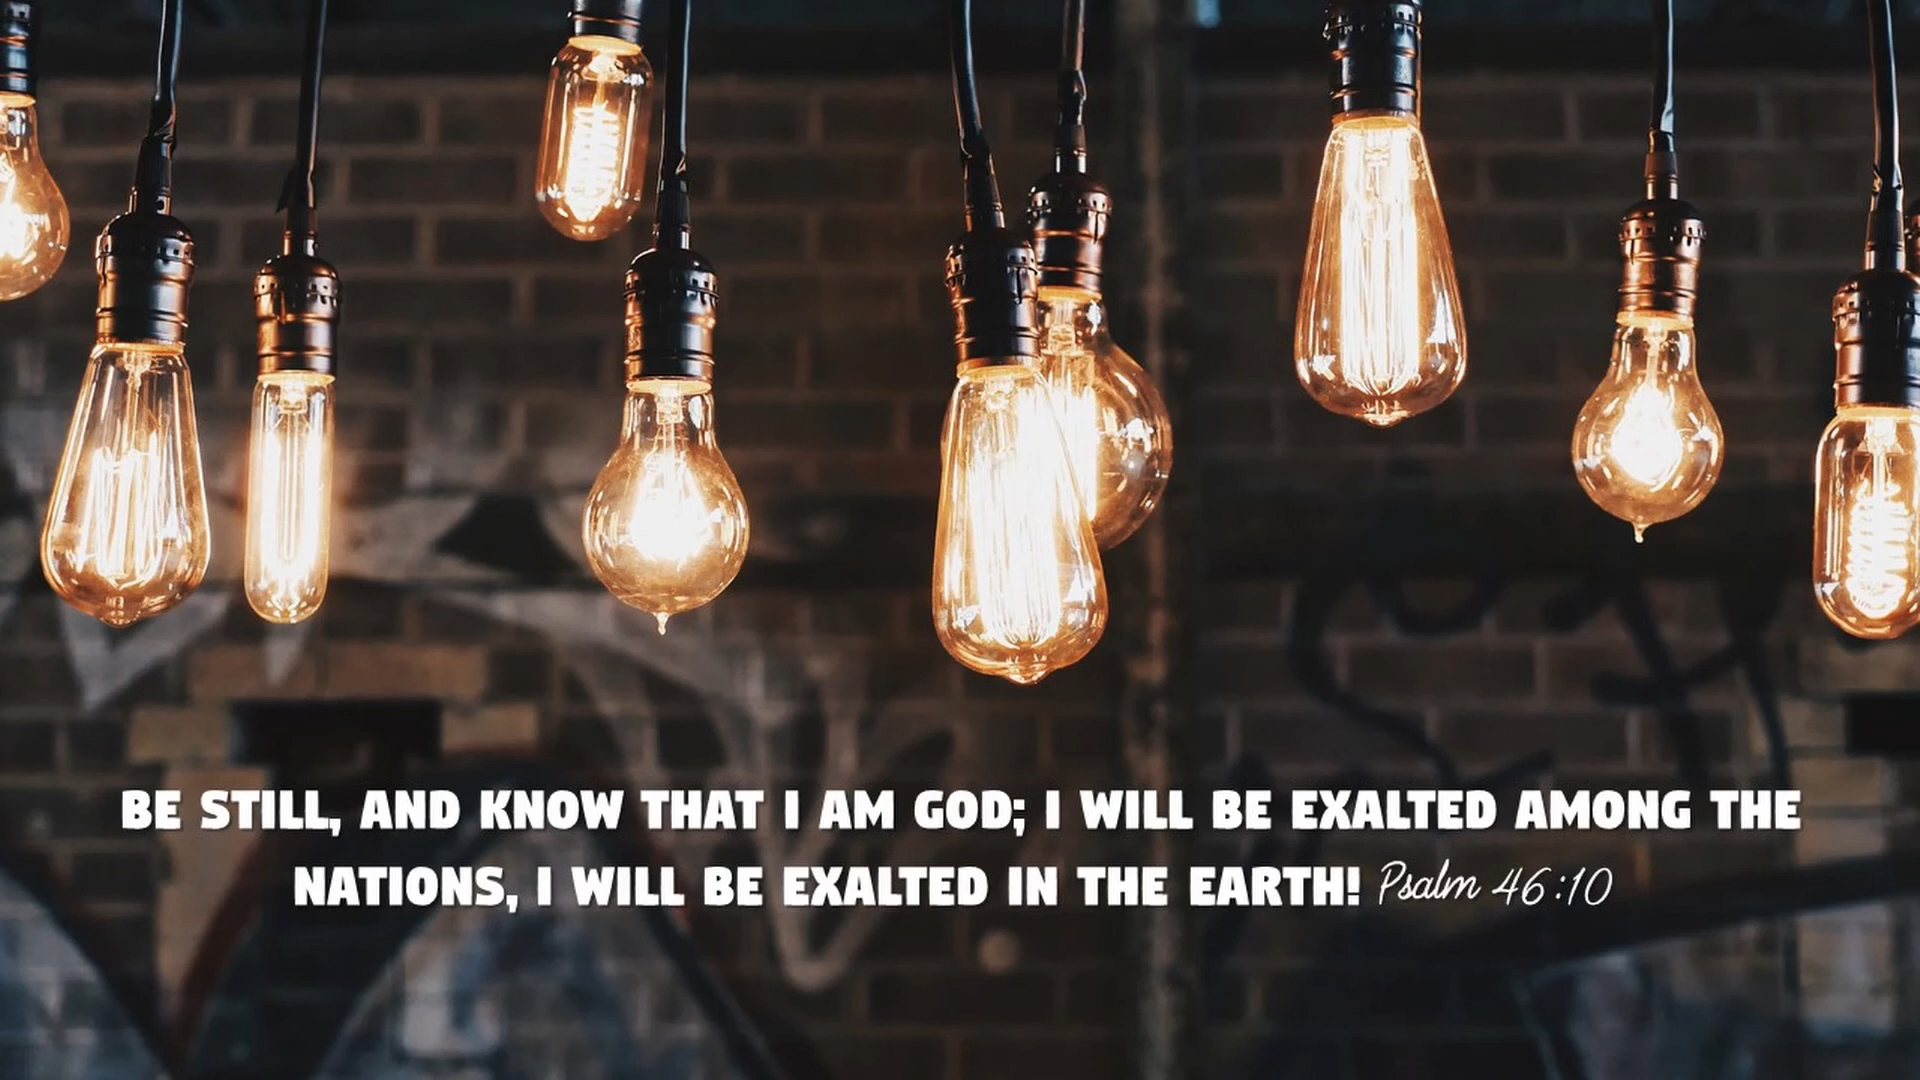 BE STILL, AND KNOW THAT I AM GOD; I WILL BE EXALTED AMONG THE
NATIONS, I WILL BE EXALTED IN THE EARTH! Psalm 46:10